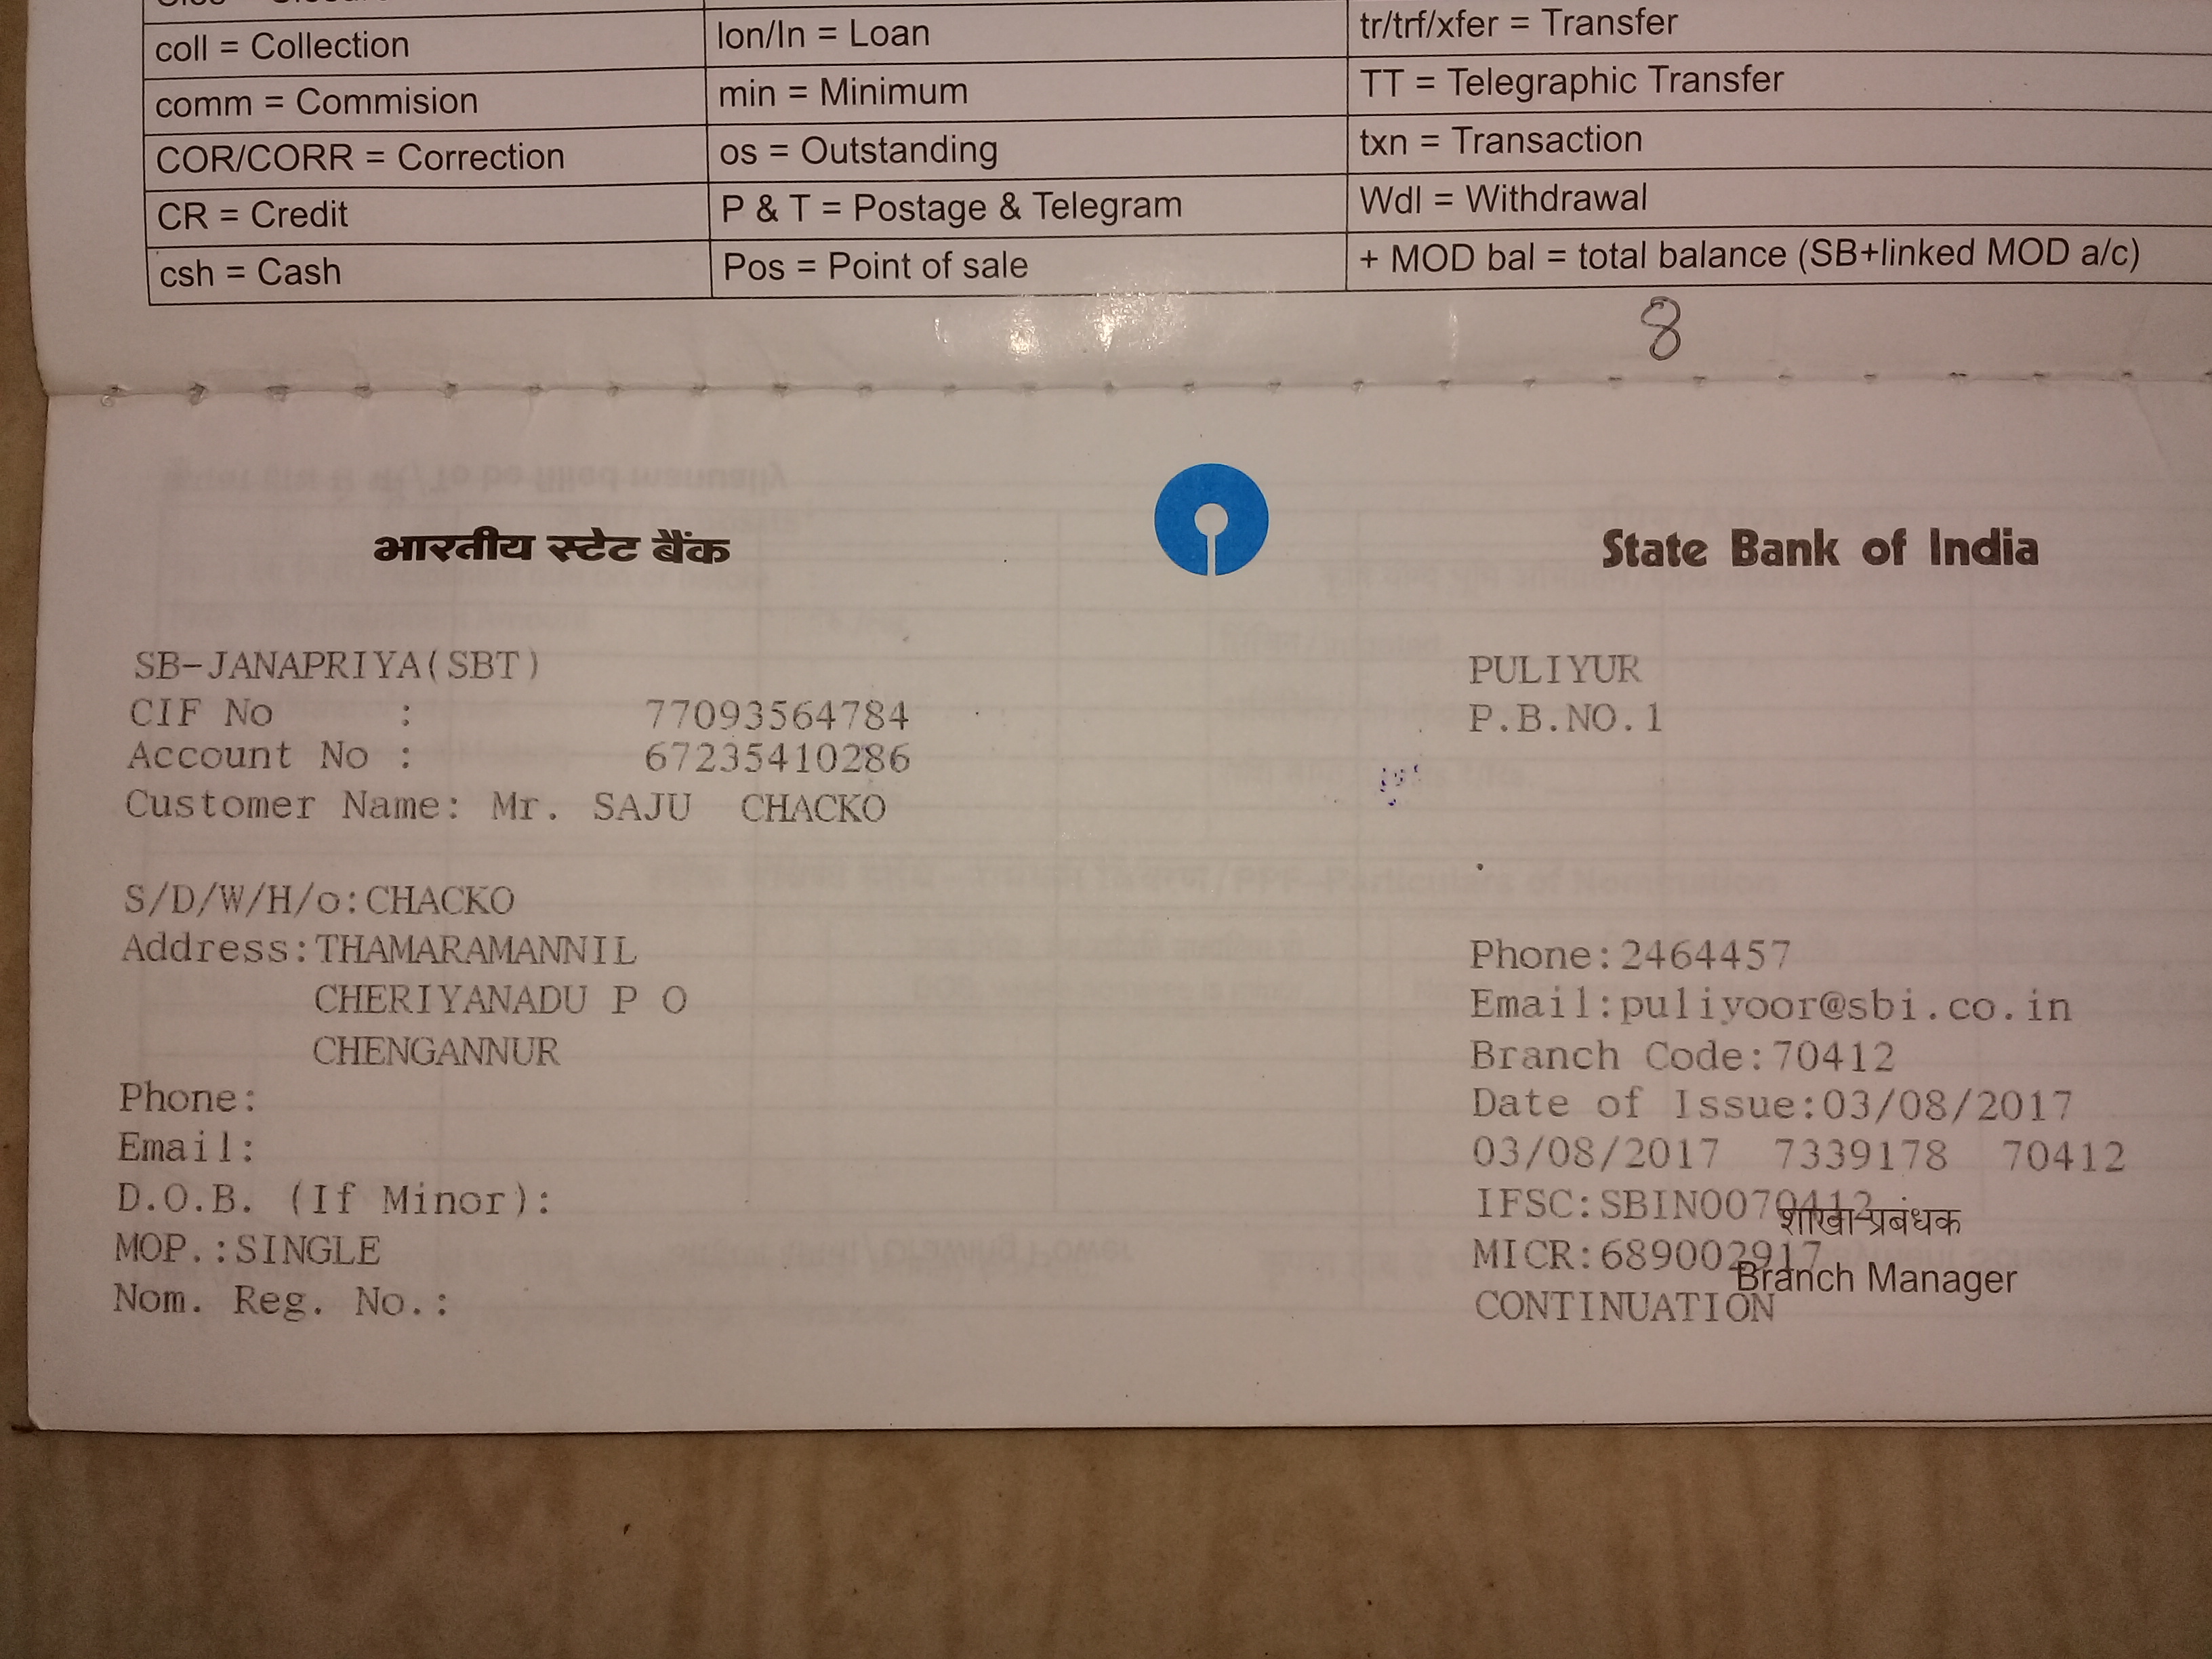 coll = Collection
lon/ln = Loan
tr/trf/xfer = Transfer
comm = Commision
min = Minimum
TT = Telegraphic Transfer
COR/CORR = Correction
os = Outstanding
txn = Transaction
CR = Credit
P & T = Postage & Telegram
Wdl = Withdrawal
csh = Cash
Pos = Point of sale
+ MOD bal = total balance (SB+linked MOD a/c)
8
भारतीय स्टेट बैंक
State Bank of India
SB-JANAPRIYA(SBT)
CIF No : 77093564784
Account No : 67235410286
Customer Name: Mr. SAJU CHACKO
S/D/W/H/o:CHACKO
Address:THAMARAMANNIL
CHERIYANADU P O
CHENGANNUR
Phone:
Email:
D.O.B. (If Minor):
MOP.:SINGLE
Nom. Reg. No.:
PULIYUR
P.B.NO.1
Phone:2464457
Email:puliyoor@sbi.co.in
Branch Code:70412
Date of Issue:03/08/2017
03/08/2017 7339178 70412
IFSC:SBIN0070412
शाखा प्रबंधक
MICR:689002917
Branch Manager
CONTINUATION